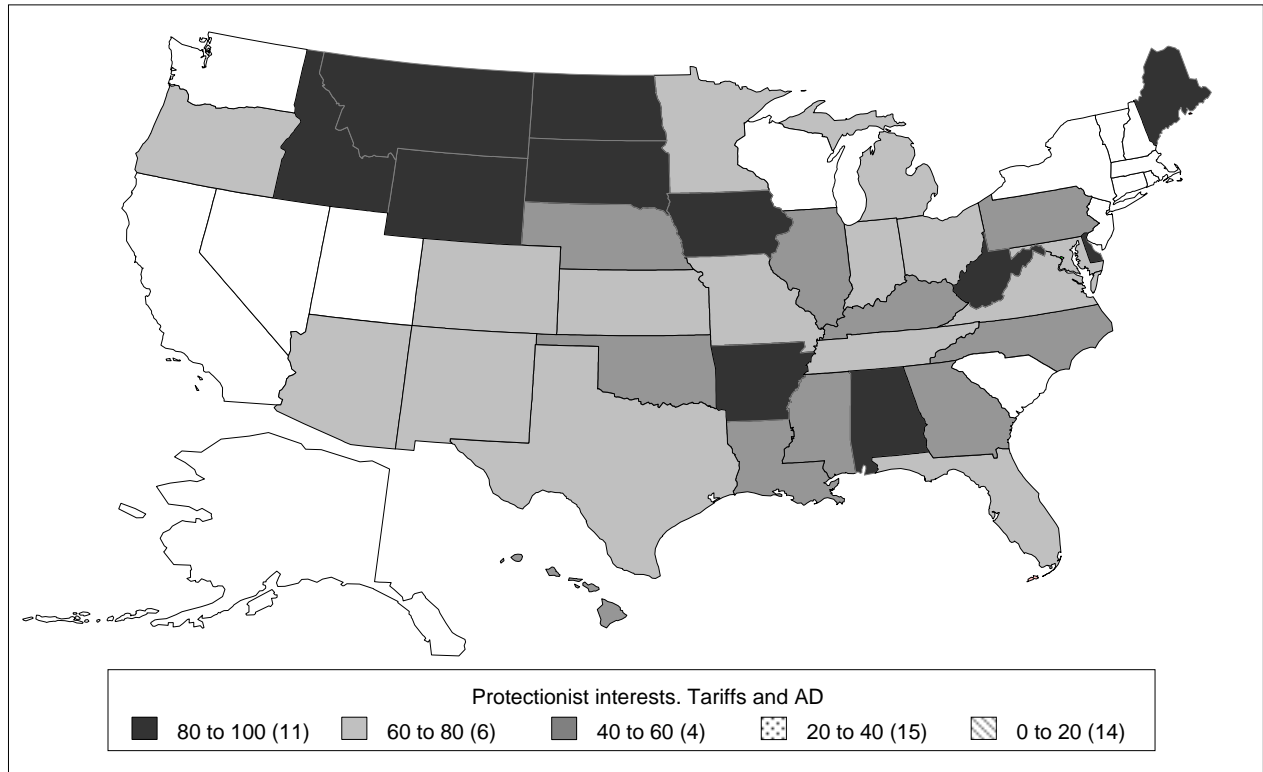 Protectionist interests. Tariffs and AD
80 to 100 (11) 60 to 80 (6) 40 to 60 (4) 20 to 40 (15) 0 to 20 (14)